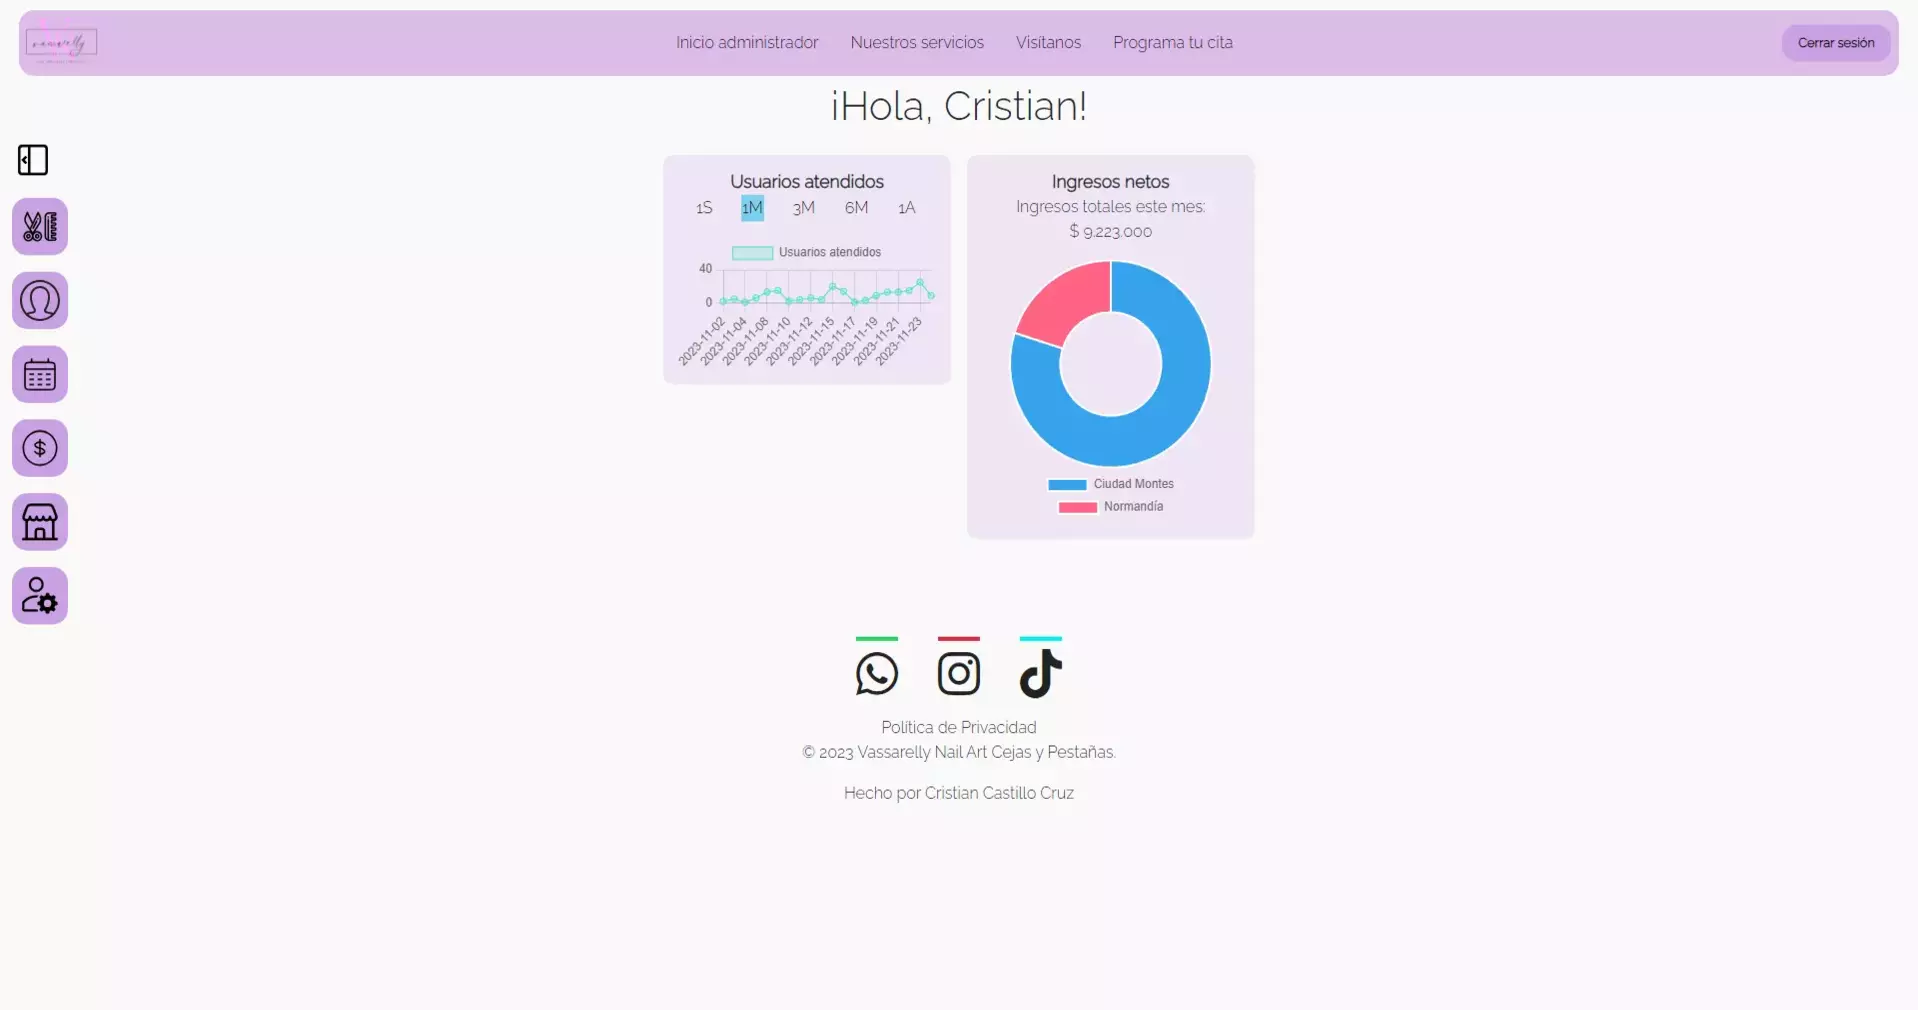 vassarelly
Inicio administrador
Nuestros servicios
Visítanos
Programa tu cita
Cerrar sesión
¡Hola, Cristian!
Usuarios atendidos
1S 1M 3M 6M 1A
Usuarios atendidos
40
0
2023-11-02
2023-11-04
2023-11-08
2023-11-10
2023-11-12
2023-11-15
2023-11-17
2023-11-19
2023-11-21
2023-11-23
Ingresos netos
Ingresos totales este mes:
$ 9.223.000
Ciudad Montes
Normandía
Política de Privacidad
© 2023 Vassarelly Nail Art Cejas y Pestañas.
Hecho por Cristian Castillo Cruz